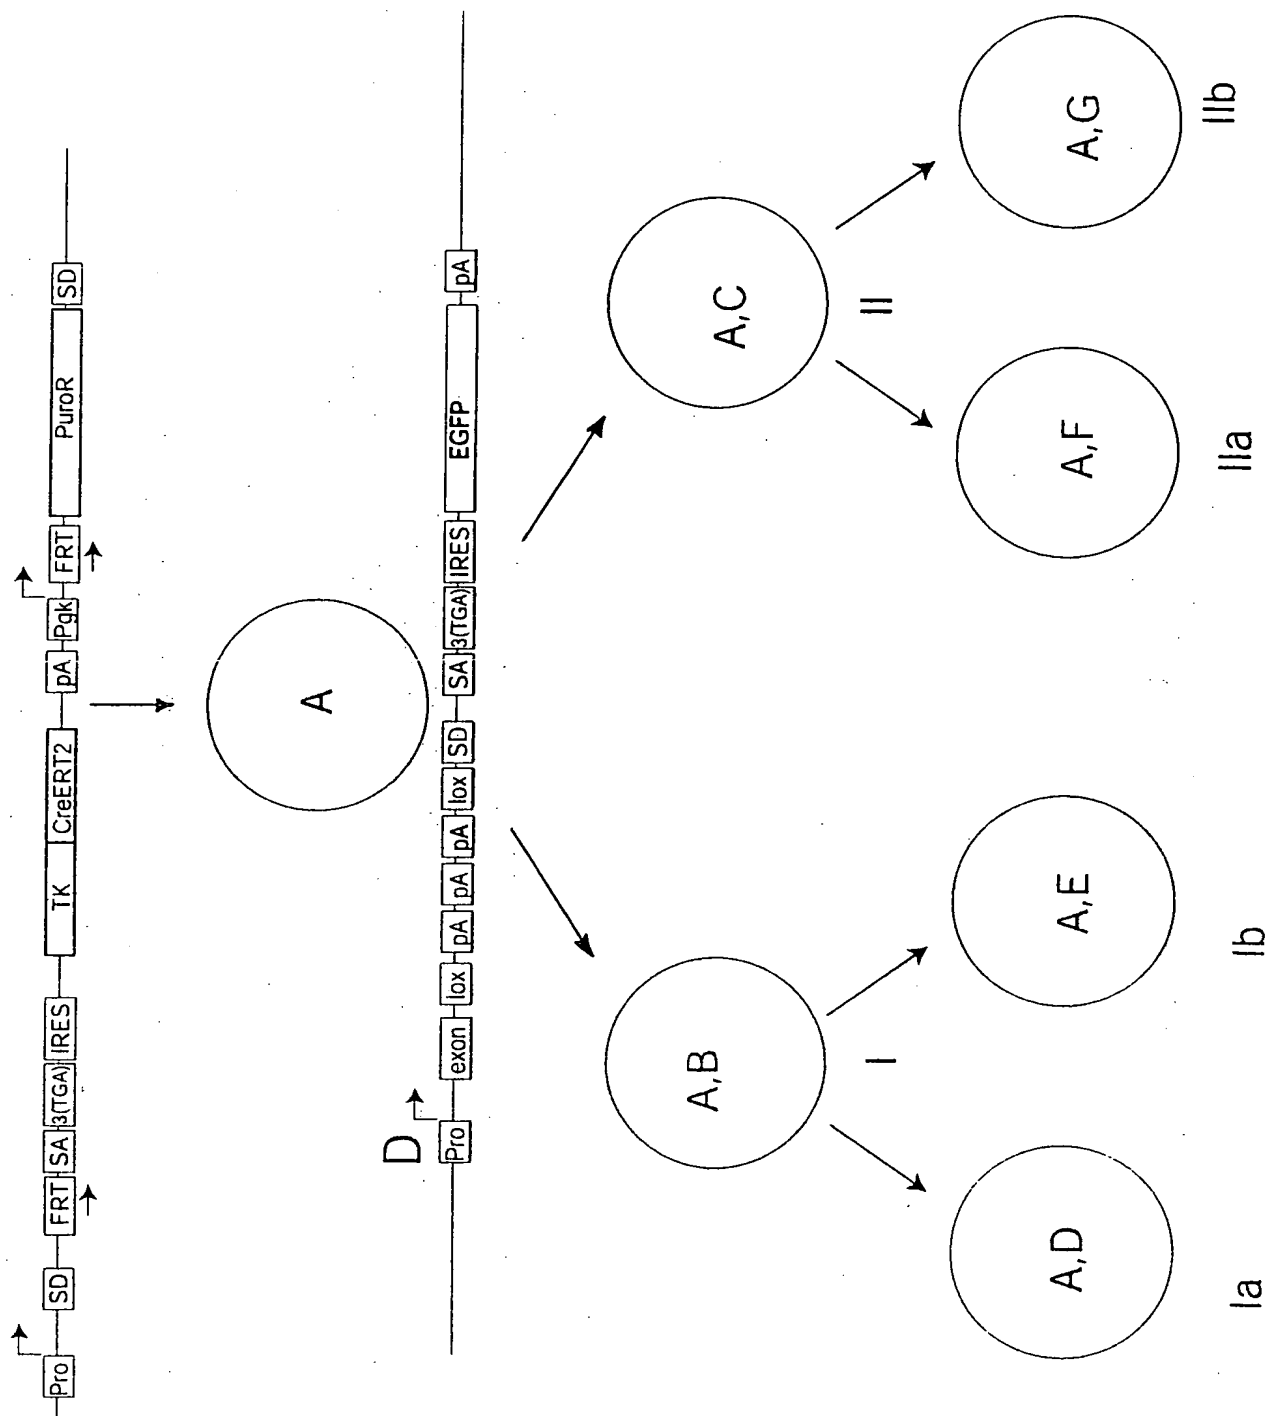 Pro SD FRT SA 3(TGA) IRES TK CreERT2 pA Pgk FRT PuroR SD
A
D
Pro exon lox pA pA pA lox SD SA 3(TGA) IRES EGFP pA
A,B
A,C
I
II
A,D
A,E
A,F
A,G
Ia
Ib
IIa
IIb